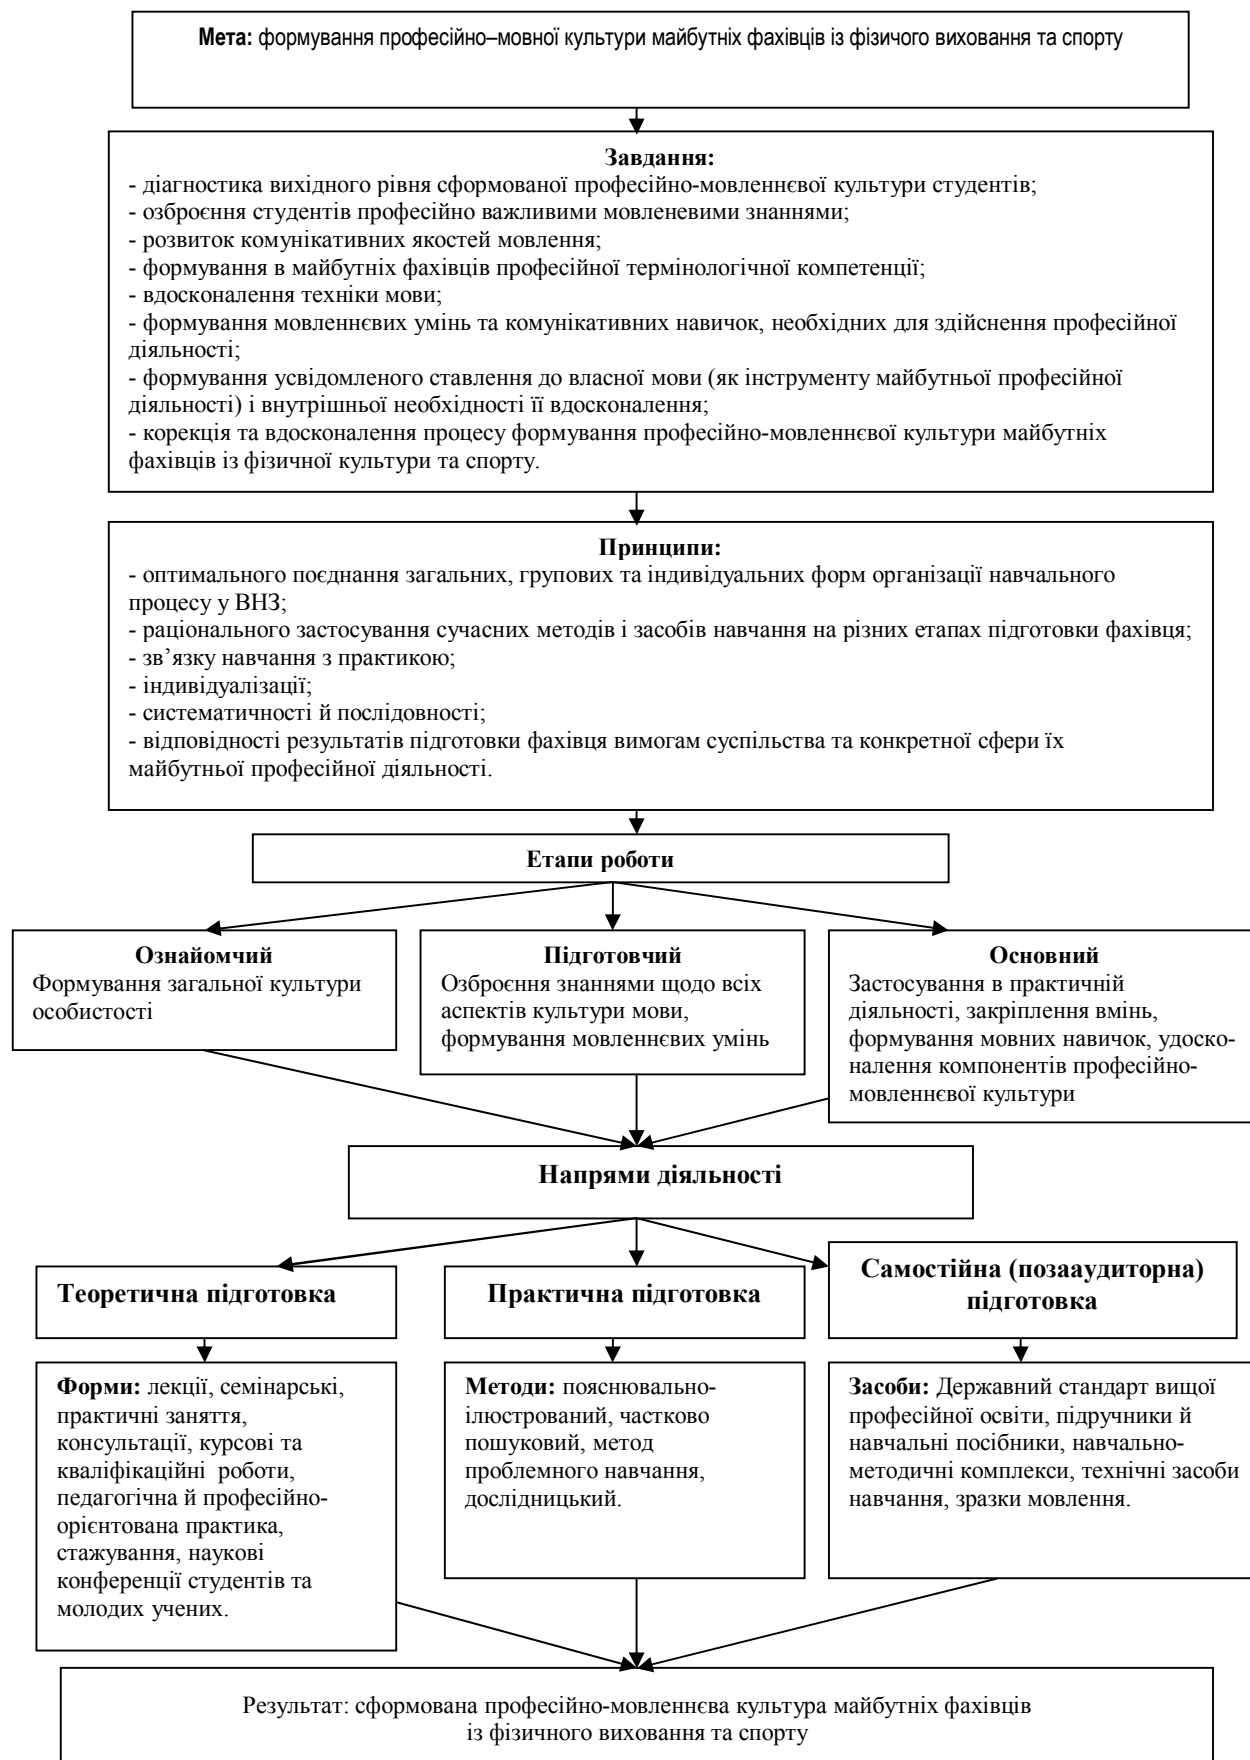 Мета: формування професійно–мовної культури майбутніх фахівців із фізичого виховання та спорту
Завдання:
- діагностика вихідного рівня сформованої професійно-мовленнєвої культури студентів;
- озброєння студентів професійно важливими мовленевими знаннями;
- розвиток комунікативних якостей мовлення;
- формування в майбутніх фахівців професійної термінологічної компетенції;
- вдосконалення техніки мови;
- формування мовленнєвих умінь та комунікативних навичок, необхідних для здійснення професійної
діяльності;
- формування усвідомленого ставлення до власної мови (як інструменту майбутньої професійної
діяльності) і внутрішньої необхідності її вдосконалення;
- корекція та вдосконалення процесу формування професійно-мовленнєвої культури майбутніх
фахівців із фізичної культури та спорту.
Принципи:
- оптимального поєднання загальних, групових та індивідуальних форм організації навчального
процесу у ВНЗ;
- раціонального застосування сучасних методів і засобів навчання на різних етапах підготовки фахівця;
- зв’язку навчання з практикою;
- індивідуалізації;
- систематичності й послідовності;
- відповідності результатів підготовки фахівця вимогам суспільства та конкретної сфери їх
майбутньої професійної діяльності.
Етапи роботи
Ознайомчий
Формування загальної культури
особистості
Підготовчий
Озброєння знаннями щодо всіх
аспектів культури мови,
формування мовленнєвих умінь
Основний
Застосування в практичній
діяльності, закріплення вмінь,
формування мовних навичок, удоско-
налення компонентів професійно-
мовленнєвої культури
Напрями діяльності
Теоретична підготовка
Практична підготовка
Самостійна (позааудиторна)
підготовка
Форми: лекції, семінарські,
практичні заняття,
консультації, курсові та
кваліфікаційні роботи,
педагогічна й професійно-
орієнтована практика,
стажування, наукові
конференції студентів та
молодих учених.
Методи: пояснювально-
ілюстрований, частково
пошуковий, метод
проблемного навчання,
дослідницький.
Засоби: Державний стандарт вищої
професійної освіти, підручники й
навчальні посібники, навчально-
методичні комплекси, технічні засоби
навчання, зразки мовлення.
Результат: сформована професійно-мовленнєва культура майбутніх фахівців
із фізичного виховання та спорту